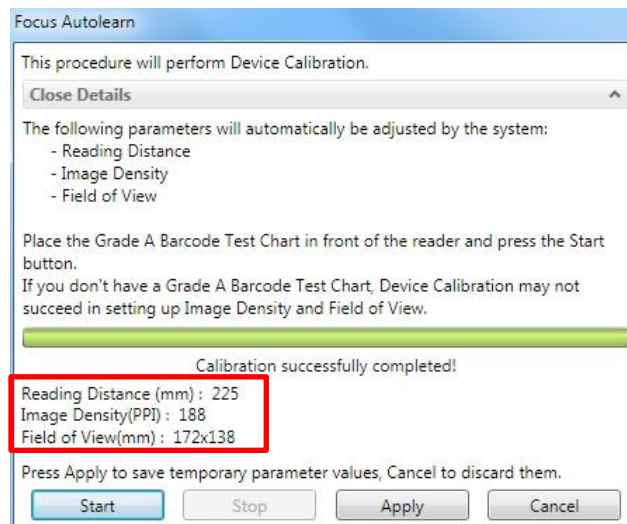 Focus Autolearn
This procedure will perform Device Calibration.
Close Details
The following parameters will automatically be adjusted by the system:
- Reading Distance
- Image Density
- Field of View
Place the Grade A Barcode Test Chart in front of the reader and press the Start
button.
If you don't have a Grade A Barcode Test Chart, Device Calibration may not
succeed in setting up Image Density and Field of View.
Calibration successfully completed!
Reading Distance (mm) : 225
Image Density(PPI) : 188
Field of View(mm) : 172x138
Press Apply to save temporary parameter values, Cancel to discard them.
Start Stop Apply Cancel